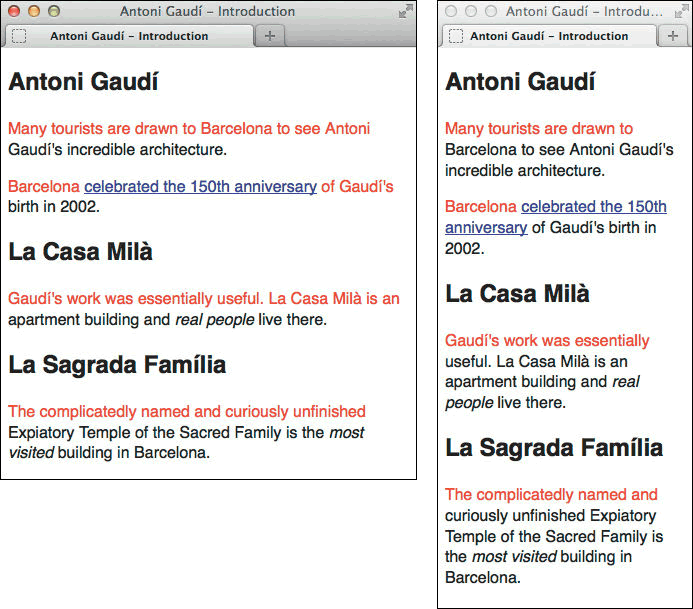 Antoni Gaudí – Introduction
Antoni Gaudí – Introduction
Antoni Gaudí
Many tourists are drawn to Barcelona to see Antoni
Gaudí's incredible architecture.
Barcelona celebrated the 150th anniversary of Gaudí's
birth in 2002.
La Casa Milà
Gaudí's work was essentially useful. La Casa Milà is an
apartment building and real people live there.
La Sagrada Família
The complicatedly named and curiously unfinished
Expiatory Temple of the Sacred Family is the most
visited building in Barcelona.
Antoni Gaudí – Introdu…
Antoni Gaudí – Introduction
Antoni Gaudí
Many tourists are drawn to
Barcelona to see Antoni Gaudí's
incredible architecture.
Barcelona celebrated the 150th
anniversary of Gaudí's birth in
2002.
La Casa Milà
Gaudí's work was essentially
useful. La Casa Milà is an
apartment building and real
people live there.
La Sagrada Família
The complicatedly named and
curiously unfinished Expiatory
Temple of the Sacred Family is
the most visited building in
Barcelona.